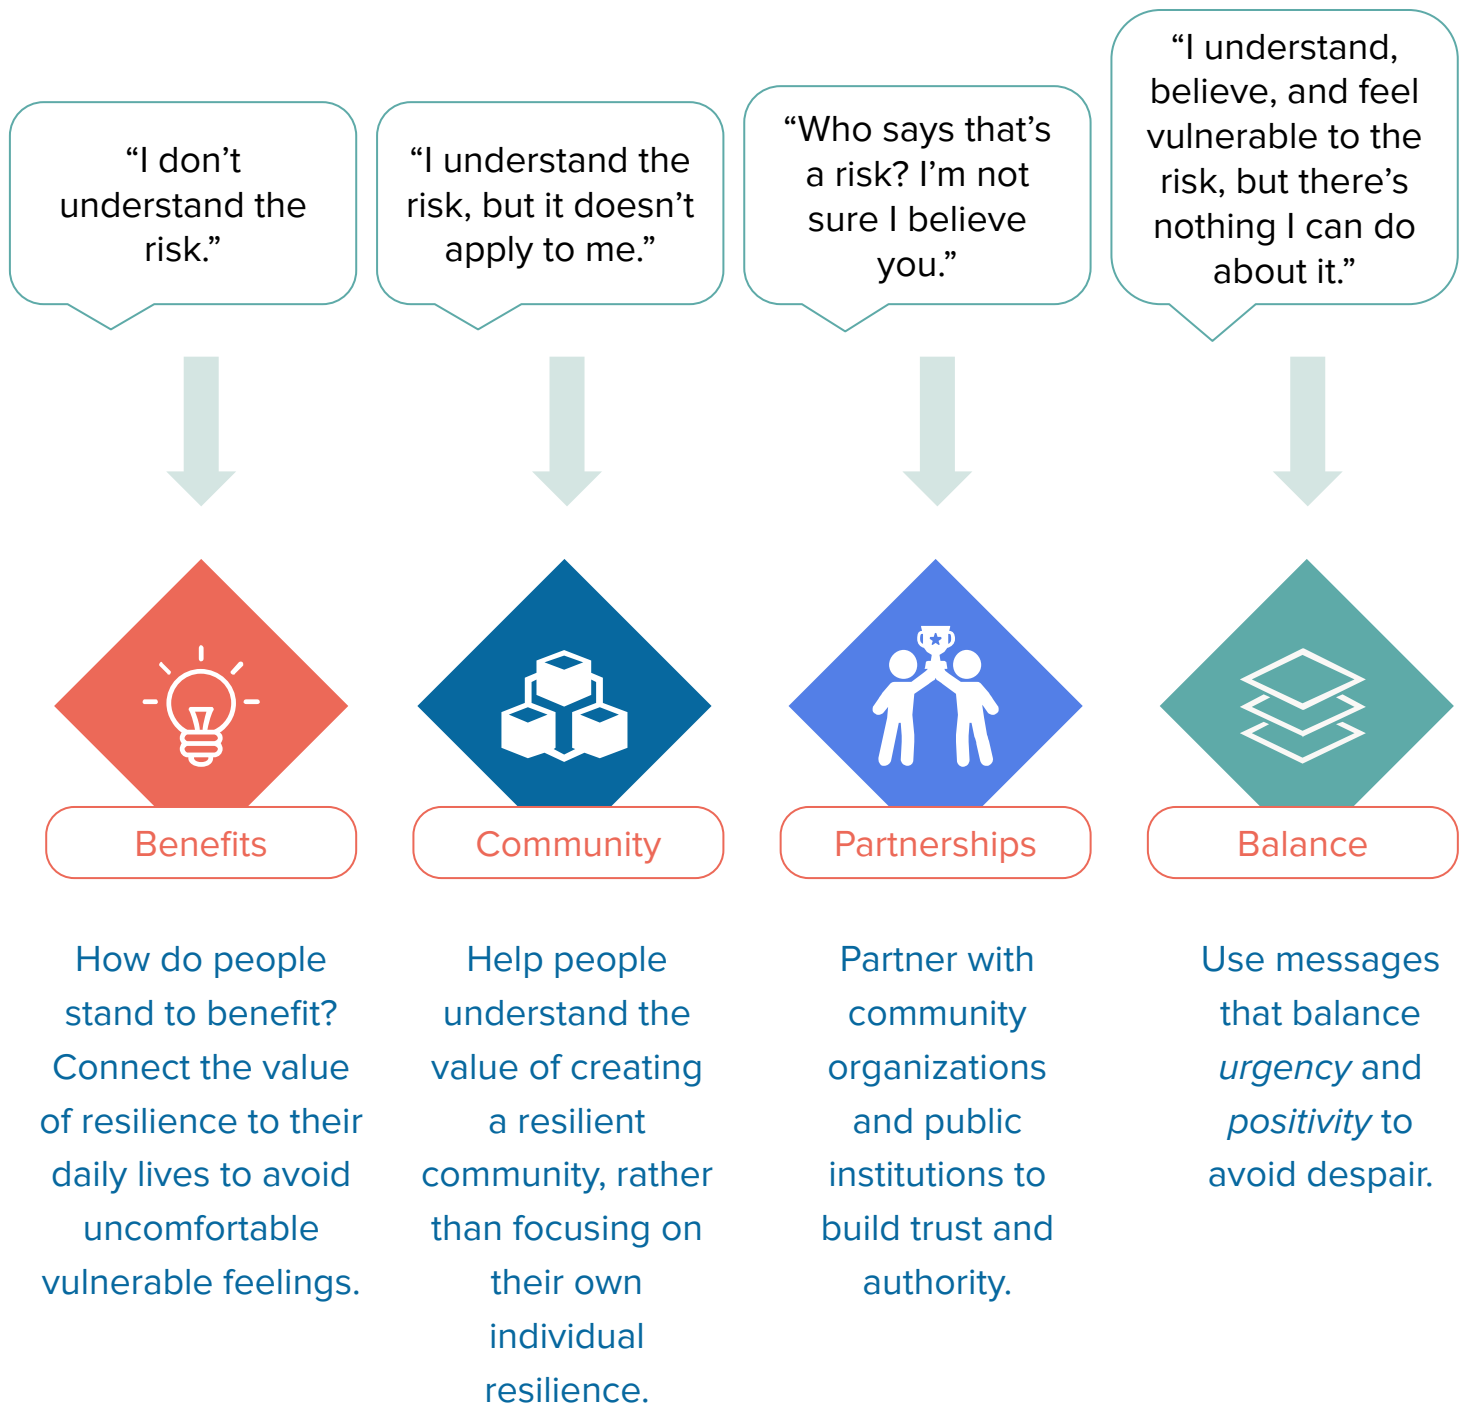 “I don’t
understand the
risk.”
“I understand the
risk, but it doesn’t
apply to me.”
“Who says that’s
a risk? I’m not
sure I believe
you.”
“I understand,
believe, and feel
vulnerable to the
risk, but there’s
nothing I can do
about it.”
Benefits
Community
Partnerships
Balance
How do people
stand to benefit?
Connect the value
of resilience to their
daily lives to avoid
uncomfortable
vulnerable feelings.
Help people
understand the
value of creating
a resilient
community, rather
than focusing on
their own
individual
resilience.
Partner with
community
organizations
and public
institutions to
build trust and
authority.
Use messages
that balance
urgency and
positivity to
avoid despair.